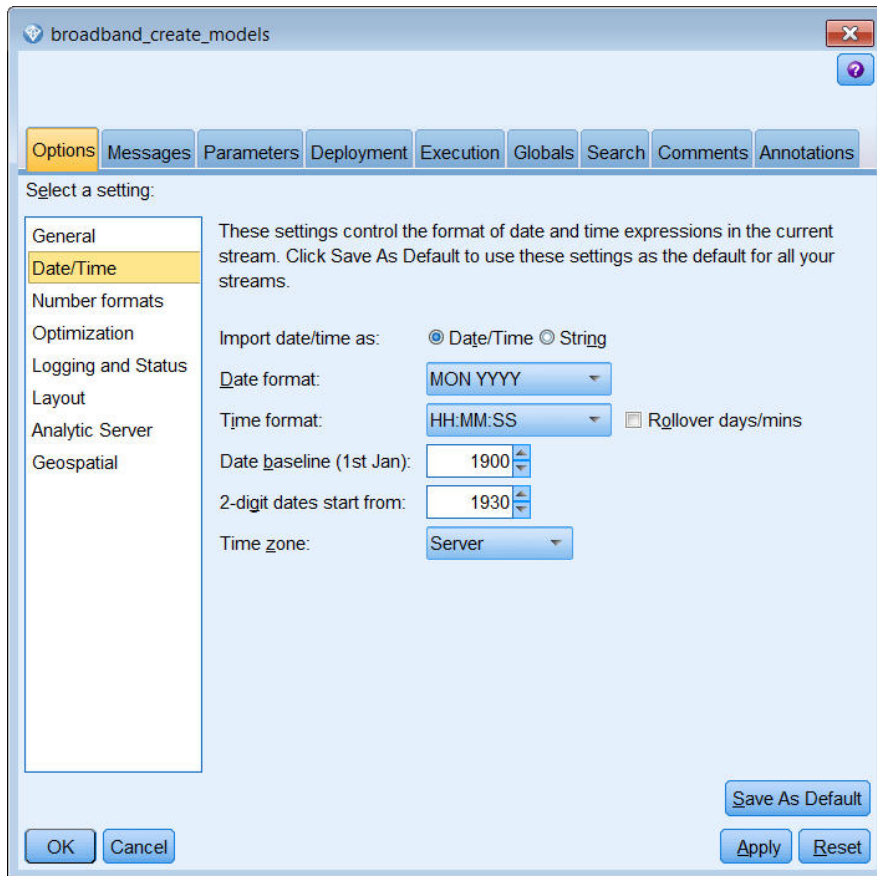 broadband_create_models
Options Messages Parameters Deployment Execution Globals Search Comments Annotations
Select a setting:
General
Date/Time
Number formats
Optimization
Logging and Status
Layout
Analytic Server
Geospatial
These settings control the format of date and time expressions in the current
stream. Click Save As Default to use these settings as the default for all your
streams.
Import date/time as: Date/Time String
Date format: MON YYYY
Time format: HH:MM:SS Rollover days/mins
Date baseline (1st Jan): 1900
2-digit dates start from: 1930
Time zone: Server
Save As Default
OK Cancel Apply Reset